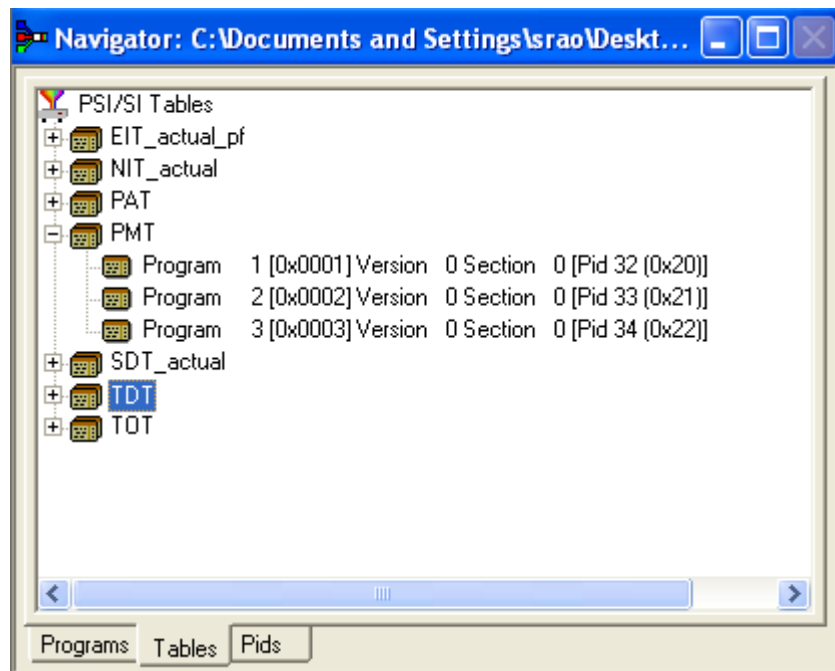 Navigator: C:\Documents and Settings\srao\Deskt...
PSI/SI Tables
EIT_actual_pf
NIT_actual
PAT
PMT
Program 1 [0x0001] Version 0 Section 0 [Pid 32 (0x20)]
Program 2 [0x0002] Version 0 Section 0 [Pid 33 (0x21)]
Program 3 [0x0003] Version 0 Section 0 [Pid 34 (0x22)]
SDT_actual
TDT
TOT
Programs Tables Pids